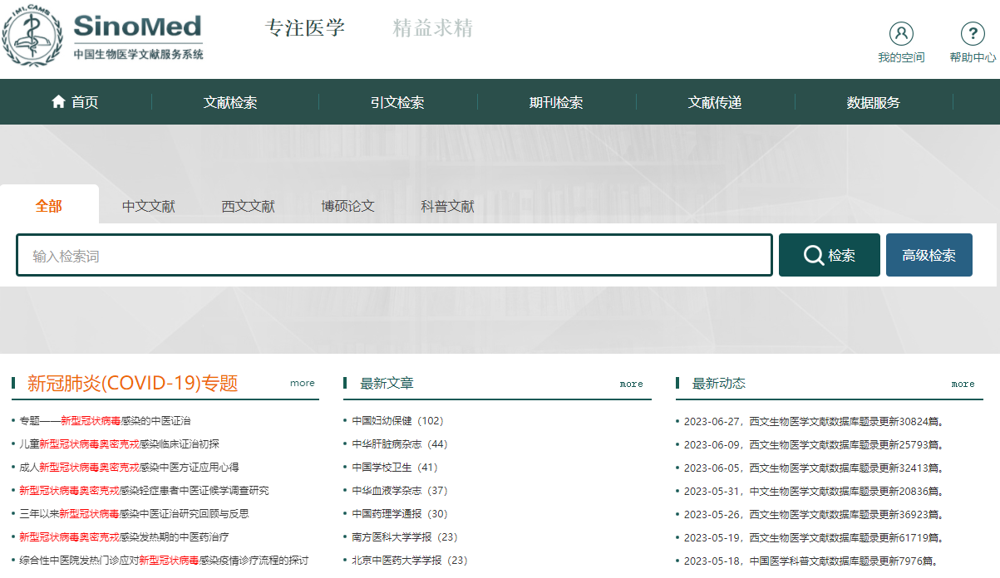 IMI,CAMS
SinoMed
中国生物医学文献服务系统
专注医学 精益求精
我的空间 帮助中心
首页 文献检索 引文检索 期刊检索 文献传递 数据服务
全部 中文文献 西文文献 博硕论文 科普文献
输入检索词 检索 高级检索
新冠肺炎(COVID-19)专题 more
专题——新型冠状病毒感染的中医证治
儿童新型冠状病毒奥密克戎感染临床证治初探
成人新型冠状病毒奥密克戎感染中医方证应用心得
新型冠状病毒奥密克戎感染轻症患者中医证候学调查研究
三年以来新型冠状病毒感染中医证治研究回顾与反思
新型冠状病毒奥密克戎感染发热期的中医药治疗
综合性中医院发热门诊应对新型冠状病毒感染疫情诊疗流程的探讨
最新文章 more
中国妇幼保健（102）
中华肝脏病杂志（44）
中国学校卫生（41）
中华血液学杂志（37）
中国药理学通报（30）
南方医科大学学报（23）
北京中医药大学学报（23）
最新动态 more
2023-06-27，西文生物医学文献数据库题录更新30824篇。
2023-06-09，西文生物医学文献数据库题录更新25793篇。
2023-06-05，西文生物医学文献数据库题录更新32413篇。
2023-05-31，中文生物医学文献数据库题录更新20836篇。
2023-05-26，西文生物医学文献数据库题录更新36923篇。
2023-05-19，西文生物医学文献数据库题录更新61719篇。
2023-05-18，中国医学科普文献数据库题录更新7976篇。